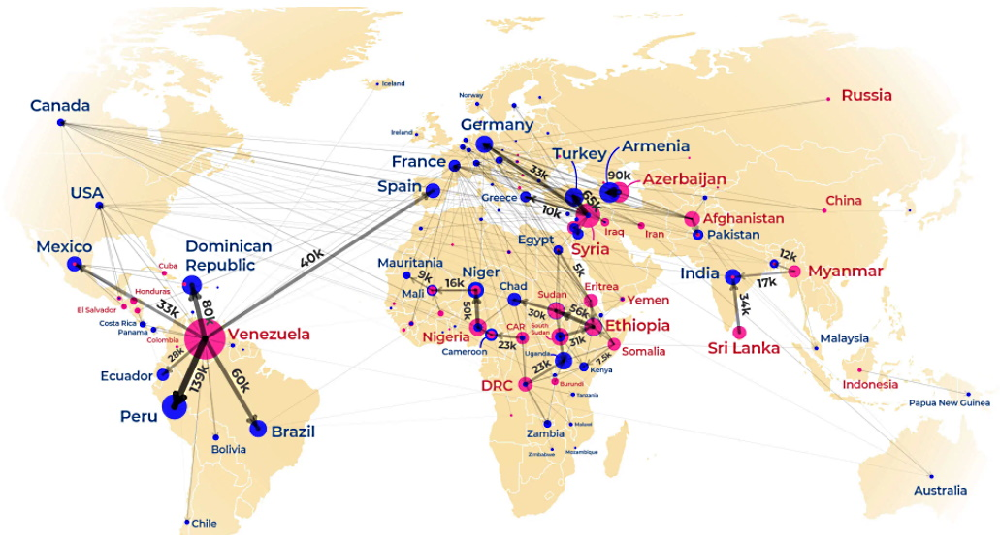 Iceland
Norway
Russia
Canada
Ireland
Germany
Turkey
Armenia
France
33k
90k
Azerbaijan
Spain
USA
Greece
65k
10k
China
Afghanistan
Iraq
Iran
Pakistan
Mexico
Dominican
Republic
Egypt
Syria
40k
Cuba
Mauritania
Niger
5k
India
12k
Myanmar
17k
9k
16k
Mali
Chad
Eritrea
Yemen
Honduras
El Salvador
33k
80k
50k
Sudan
30k
56k
34k
Costa Rica
Panama
Venezuela
Nigeria
CAR
South
Sudan
Ethiopia
31k
Colombia
Cameroon
23k
Somalia
Sri Lanka
Malaysia
28k
Uganda
7.5k
Ecuador
139k
60k
23k
Kenya
DRC
Burundi
Indonesia
Tanzania
Papua New Guinea
Peru
Brazil
Zambia
Malawi
Bolivia
Zimbabwe
Mozambique
Australia
Chile